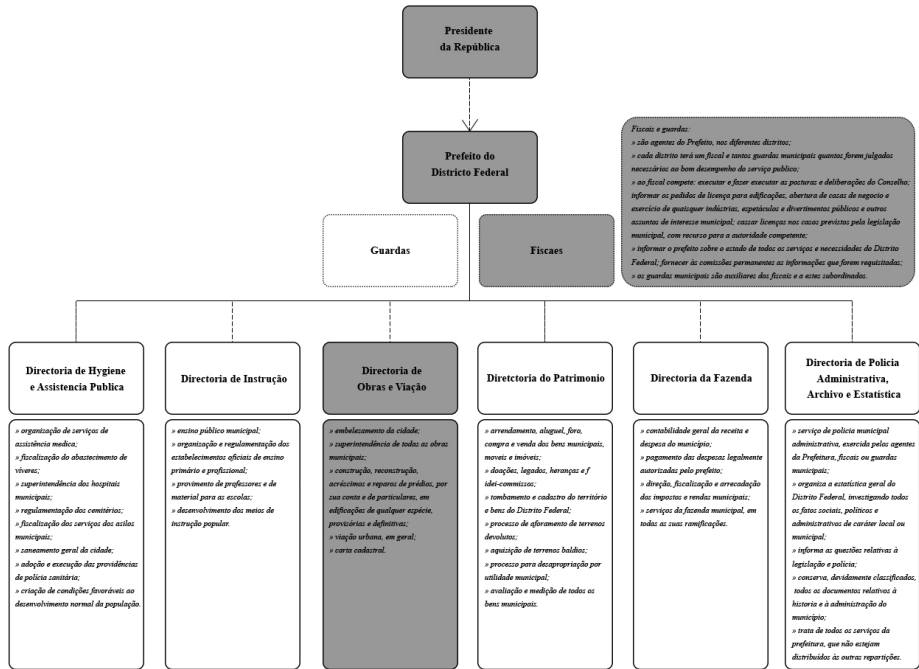 Presidente
da República
Prefeito do
Districto Federal
Fiscais e guardas:
» são agentes do Prefeito, nos diferentes distritos;
» cada distrito terá um fiscal e tantos guardas municipais quantos forem julgados
necessários ao bom desempenho do serviço publico;
» ao fiscal compete: executar e fazer executar as posturas e deliberações do Conselho;
informar os pedidos de licença para edificações, abertura de casas de negocio e
exercício de quaisquer indústrias, espetáculos e divertimentos públicos e outros
assuntos de interesse municipal; cassar licenças nos casos previstos pela legislação
municipal, com recurso para a autoridade competente;
» informar o prefeito sobre o estado de todos os serviços e necessidades do Distrito
Federal; fornecer às comissões permanentes as informações que forem requisitadas;
» os guardas municipais são auxiliares dos fiscais e a estes subordinados.
Guardas
Fiscaes
Directoria de Hygiene
e Assistencia Publica
» organização de serviços de
assistência medica;
» fiscalização do abastecimento de
víveres;
» superintendência dos hospitais
municipais;
» regulamentação dos cemitérios;
» fiscalização dos serviços dos asilos
municipais;
» saneamento geral da cidade;
» adoção e execução das providências
de polícia sanitária;
» criação de condições favoráveis ao
desenvolvimento normal da população.
Directoria de Instrução
» ensino público municipal;
» organização e regulamentação dos
estabelecimentos oficiais de ensino
primário e profissional;
» provimento de professores e de
material para as escolas;
» desenvolvimento dos meios de
instrução popular.
Directoria de
Obras e Viação
» embelesamento da cidade;
» superintendência de todas as obras
municipais;
» construção, reconstrução,
acréscimos e reparos de prédios, por
sua conta e de particulares, em
edificações de qualquer espécie,
provisórias e definitivas;
» viação urbana, em geral;
» carta cadastral.
Diretctoria do Patrimonio
» arrendamento, aluguel, foro,
compra e venda dos bens municipais,
moveis e imóveis;
» doações, legados, heranças e f
idei-commissos;
» tombamento e cadastro do território
e bens do Distrito Federal;
» processo de aforamento de terrenos
devolutos;
» aquisição de terrenos baldios;
» processo para desapropriação por
utilidade municipal;
» avaliação e medição de todos os
bens municipais.
Directoria da Fazenda
» contabilidade geral da receita e
despesa do município;
» pagamento das despesas legalmente
autorizadas pelo prefeito;
» direção, fiscalização e arrecadação
dos impostos e rendas municipais;
» serviços da fazenda municipal, em
todas as suas ramificações.
Directoria de Policia
Administrativa,
Archivo e Estatística
» serviço de polícia municipal
administrativa, exercida pelos agentes
da Prefeitura, fiscais ou guardas
municipais;
» organiza a estatística geral
do Distrito Federal, investigando todos
os fatos sociais, políticos e
administrativos de caráter local ou
municipal;
» informa as questões relativas à
legislação e polícia;
» conserva, devidamente classificados,
todos os documentos relativos à
historia e à administração do
município;
» trata de todos os serviços da
prefeitura, que não estejam
distribuídos às outras repartições.